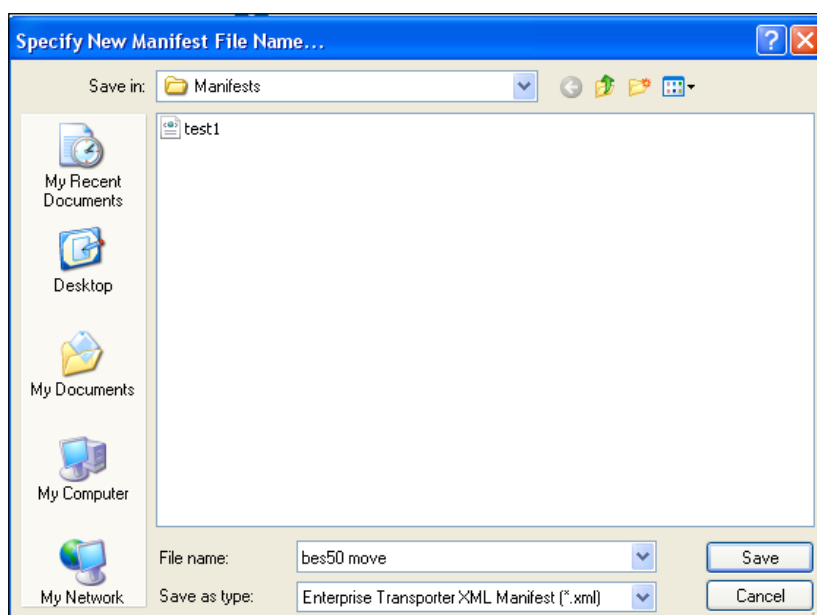 Specify New Manifest File Name...
Save in:
Manifests
test1
My Recent
Documents
Desktop
My Documents
My Computer
My Network
File name:
bes50 move
Save
Save as type:
Enterprise Transporter XML Manifest (*.xml)
Cancel